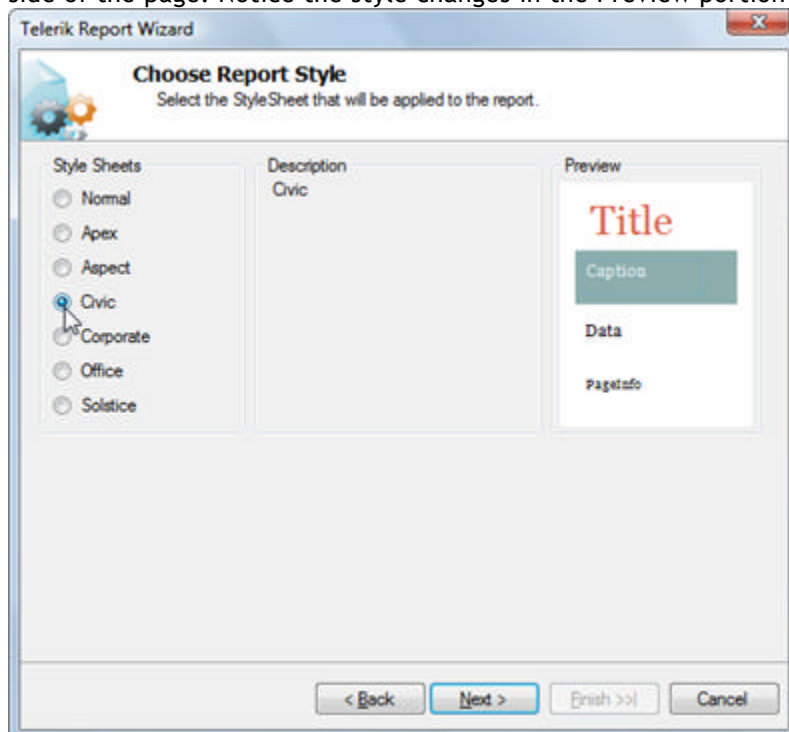 side of the page. Notice the style changes in the Preview portion
Telerik Report Wizard
Choose Report Style
Select the StyleSheet that will be applied to the report.
Style Sheets
Normal
Apex
Aspect
Civic
Corporate
Office
Solstice
Description
Civic
Preview
Title
Caption
Data
PageInfo
< Back
Next >
Finish >>|
Cancel